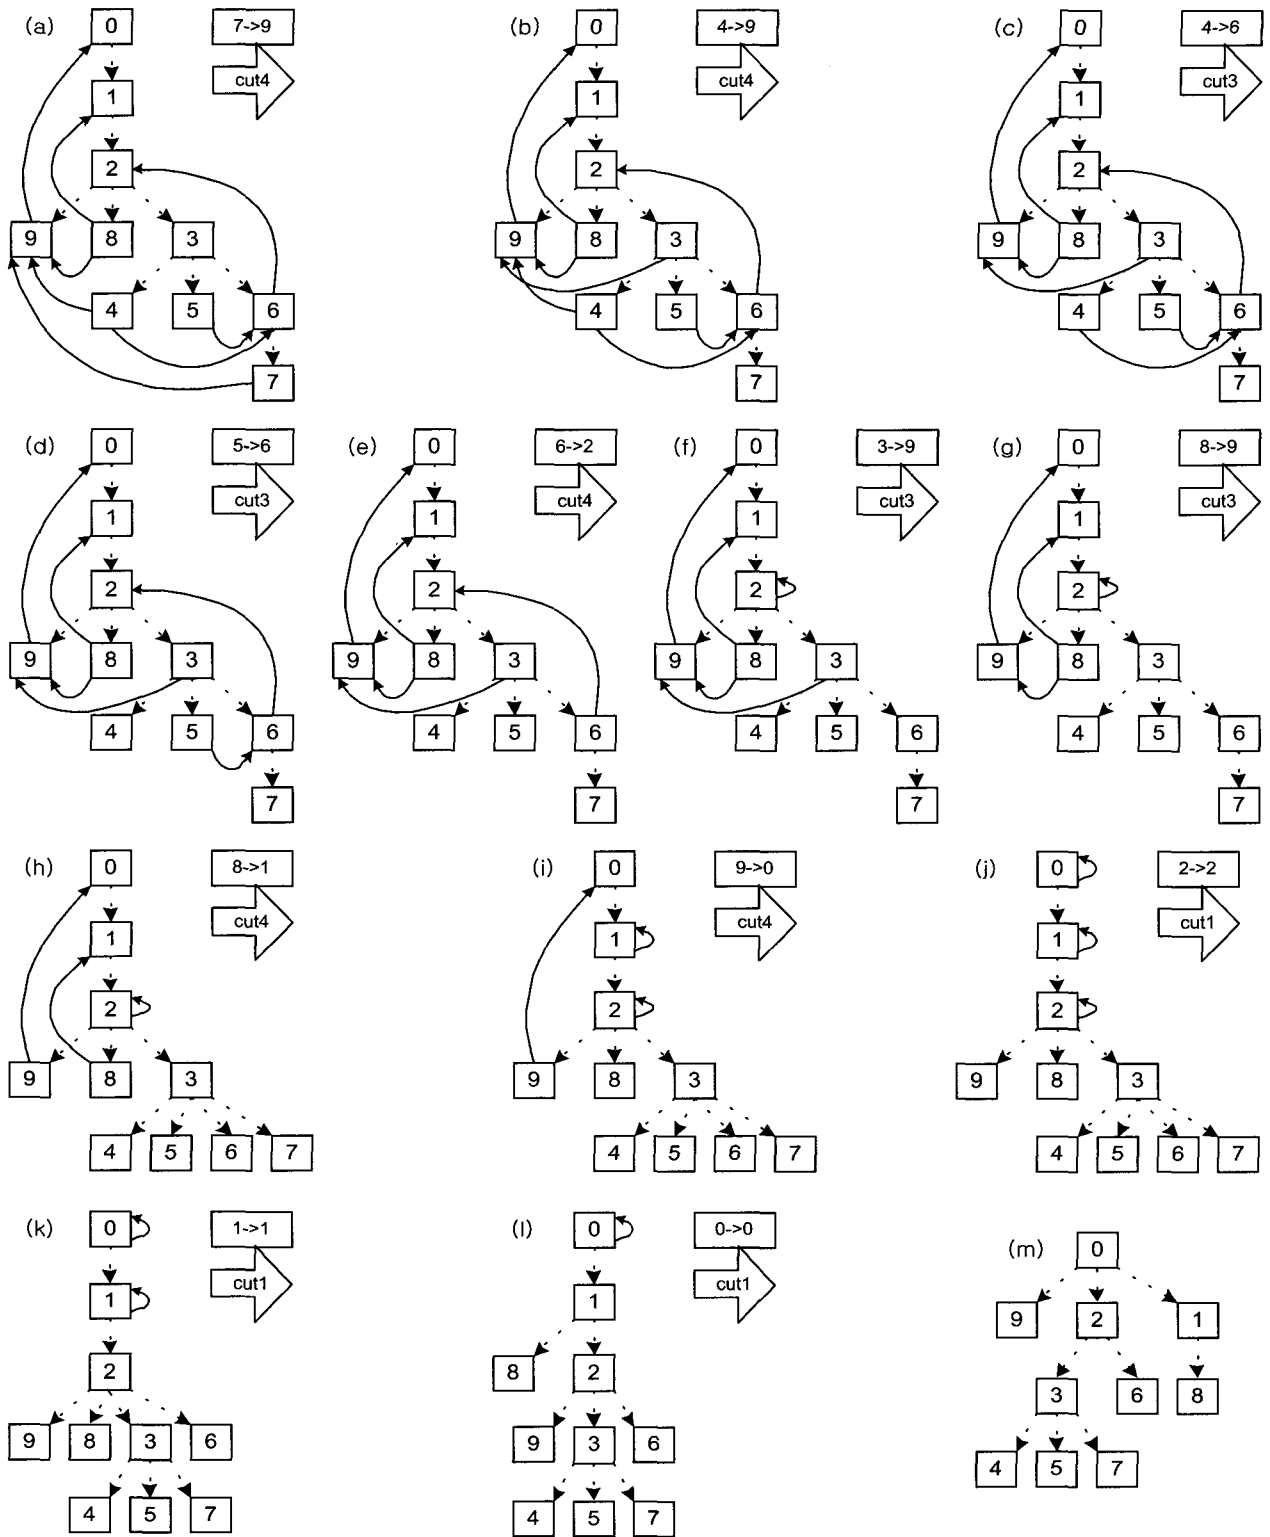 (a) 0 7->9 (b) 0 4->9 (c) 0 4->6
cut4 cut4 cut3
1 1 1
2 2 2
9 8 3 9 8 3 9 8 3
4 5 6 4 5 6 4 5 6
7 7 7
(d) 0 5->6 (e) 0 6->2 (f) 0 3->9 (g) 0 8->9
cut3 cut4 cut3 cut3
1 1 1 1
2 2 2 2
9 8 3 9 8 3 9 8 3 9 8 3
4 5 6 4 5 6 4 5 6 4 5 6
7 7 7 7
(h) 0 8->1 (i) 0 9->0 (j) 0 2->2
cut4 cut4 cut1
1 1 1
2 2 2
9 8 3 9 8 3 9 8 3
4 5 6 7 4 5 6 7 4 5 6 7
(k) 0 1->1 (l) 0 0->0 (m) 0
cut1 cut1
1 1 9 2 1
2 8 2 3 6 8
9 8 3 6 9 3 6 4 5 7
4 5 7 4 5 7